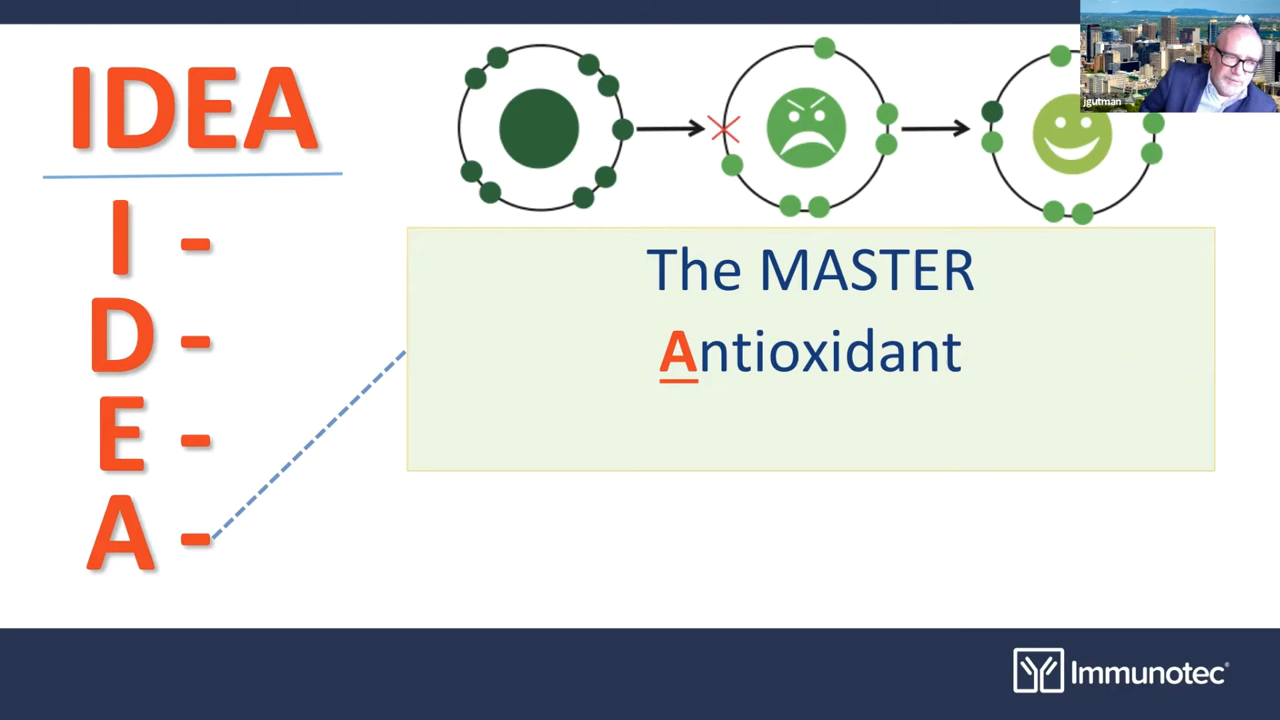 IDEA
I -
D -
E -
A -
The MASTER
Antioxidant
jgutman
Immunotec®